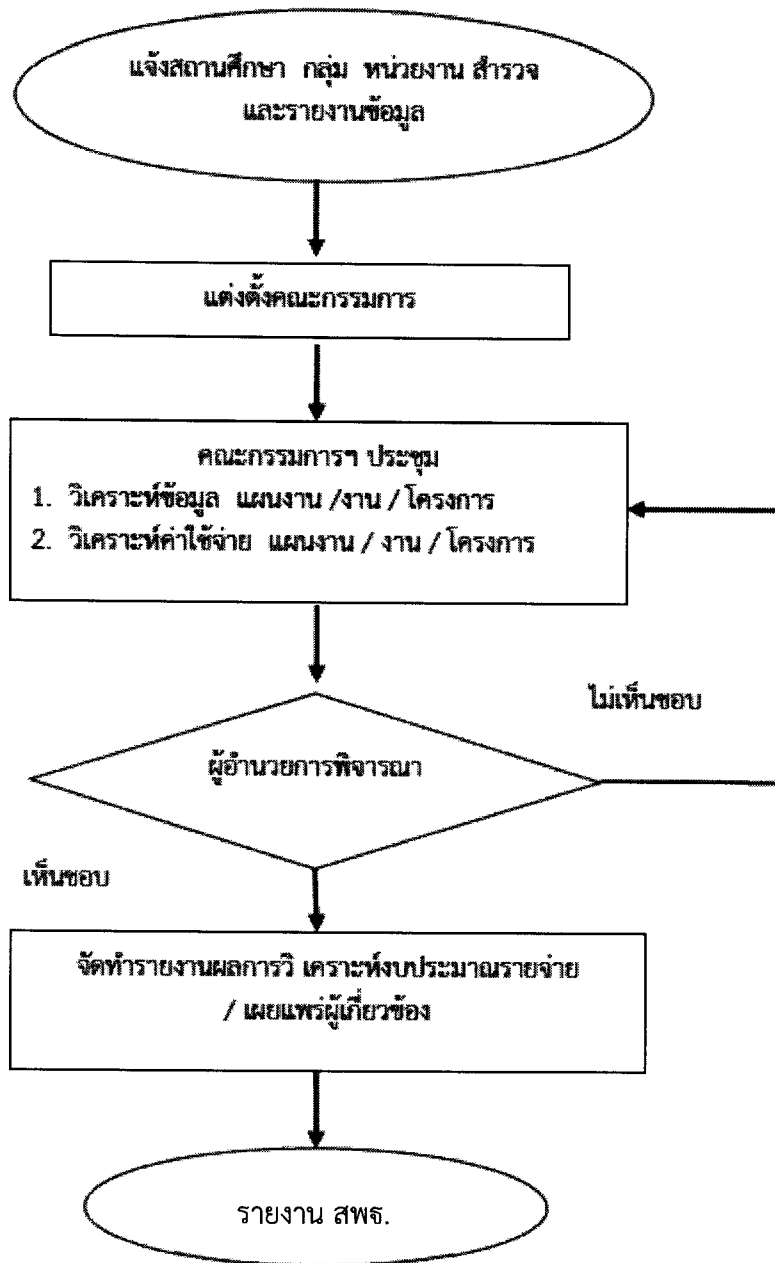 แจ้งสถานศึกษา กลุ่ม หน่วยงาน สำรวจ
และรายงานข้อมูล
แต่งตั้งคณะกรรมการ
คณะกรรมการฯ ประชุม
1. วิเคราะห์ข้อมูล แผนงาน /งาน / โครงการ
2. วิเคราะห์ค่าใช้จ่าย แผนงาน / งาน / โครงการ
ไม่เห็นชอบ
ผู้อำนวยการพิจารณา
เห็นชอบ
จัดทำรายงานผลการวิ เคราะห์งบประมาณรายจ่าย
/ เผยแพร่ผู้เกี่ยวข้อง
รายงาน สพฐ.